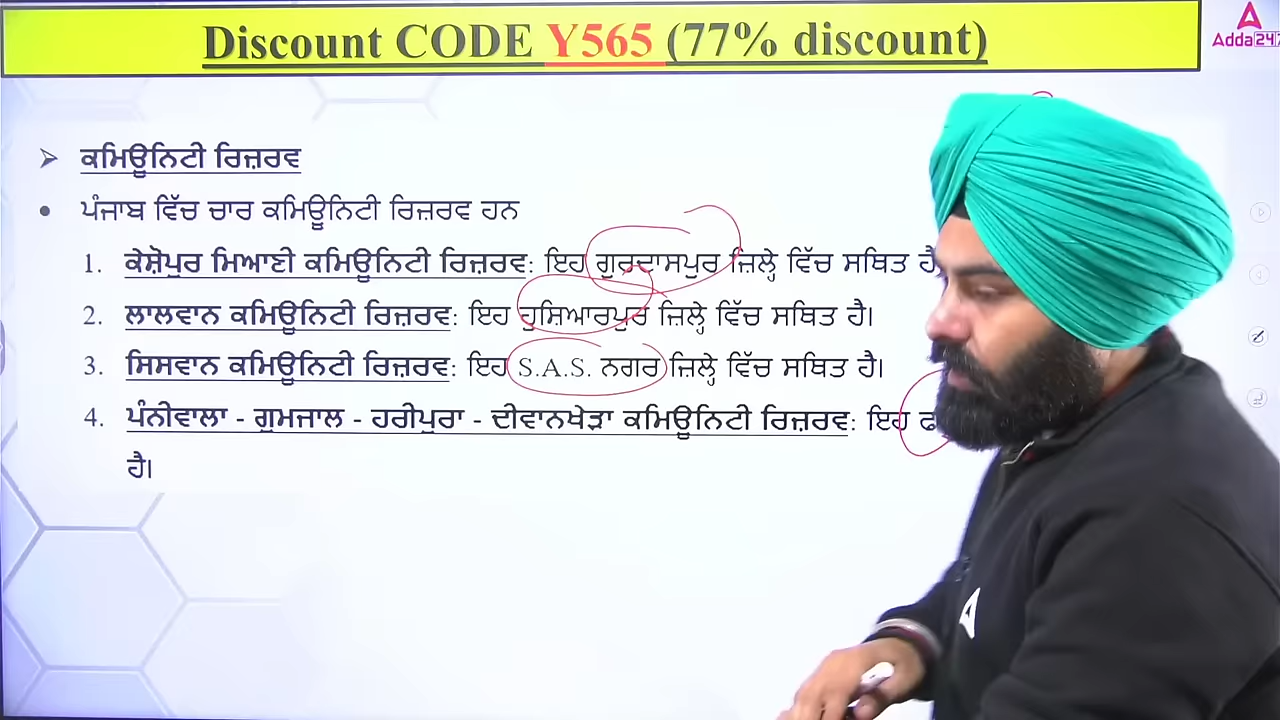 Discount CODE Y565 (77% discount)
Adda247
➢ ਕਮਿਊਨਿਟੀ ਰਿਜ਼ਰਵ
• ਪੰਜਾਬ ਵਿੱਚ ਚਾਰ ਕਮਿਊਨਿਟੀ ਰਿਜ਼ਰਵ ਹਨ
1. ਕੇਸ਼ੋਪੁਰ ਮਿਆਣੀ ਕਮਿਊਨਿਟੀ ਰਿਜ਼ਰਵ: ਇਹ ਗੁਰਦਾਸਪੁਰ ਜ਼ਿਲ੍ਹੇ ਵਿੱਚ ਸਥਿਤ ਹੈ
2. ਲਾਲਵਾਨ ਕਮਿਊਨਿਟੀ ਰਿਜ਼ਰਵ: ਇਹ ਹੁਸ਼ਿਆਰਪੁਰ ਜ਼ਿਲ੍ਹੇ ਵਿੱਚ ਸਥਿਤ ਹੈ।
3. ਸਿਸਵਾਨ ਕਮਿਊਨਿਟੀ ਰਿਜ਼ਰਵ: ਇਹ S.A.S. ਨਗਰ ਜ਼ਿਲ੍ਹੇ ਵਿੱਚ ਸਥਿਤ ਹੈ।
4. ਪੰਨੀਵਾਲਾ - ਗੁਮਜਾਲ - ਹਰੀਪੁਰਾ - ਦੀਵਾਨਖੇੜਾ ਕਮਿਊਨਿਟੀ ਰਿਜ਼ਰਵ: ਇਹ
ਹੈ।